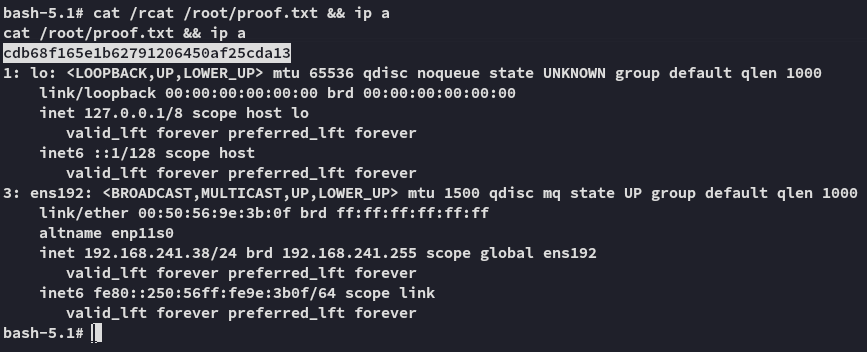 bash-5.1# cat /rcat /root/proof.txt && ip a
cat /root/proof.txt && ip a
cdb68f165e1b62791206450af25cda13
1: lo: <LOOPBACK,UP,LOWER_UP> mtu 65536 qdisc noqueue state UNKNOWN group default qlen 1000
    link/loopback 00:00:00:00:00:00 brd 00:00:00:00:00:00
    inet 127.0.0.1/8 scope host lo
       valid_lft forever preferred_lft forever
    inet6 ::1/128 scope host
       valid_lft forever preferred_lft forever
3: ens192: <BROADCAST,MULTICAST,UP,LOWER_UP> mtu 1500 qdisc mq state UP group default qlen 1000
    link/ether 00:50:56:9e:3b:0f brd ff:ff:ff:ff:ff:ff
    altname enp11s0
    inet 192.168.241.38/24 brd 192.168.241.255 scope global ens192
       valid_lft forever preferred_lft forever
    inet6 fe80::250:56ff:fe9e:3b0f/64 scope link
       valid_lft forever preferred_lft forever
bash-5.1#